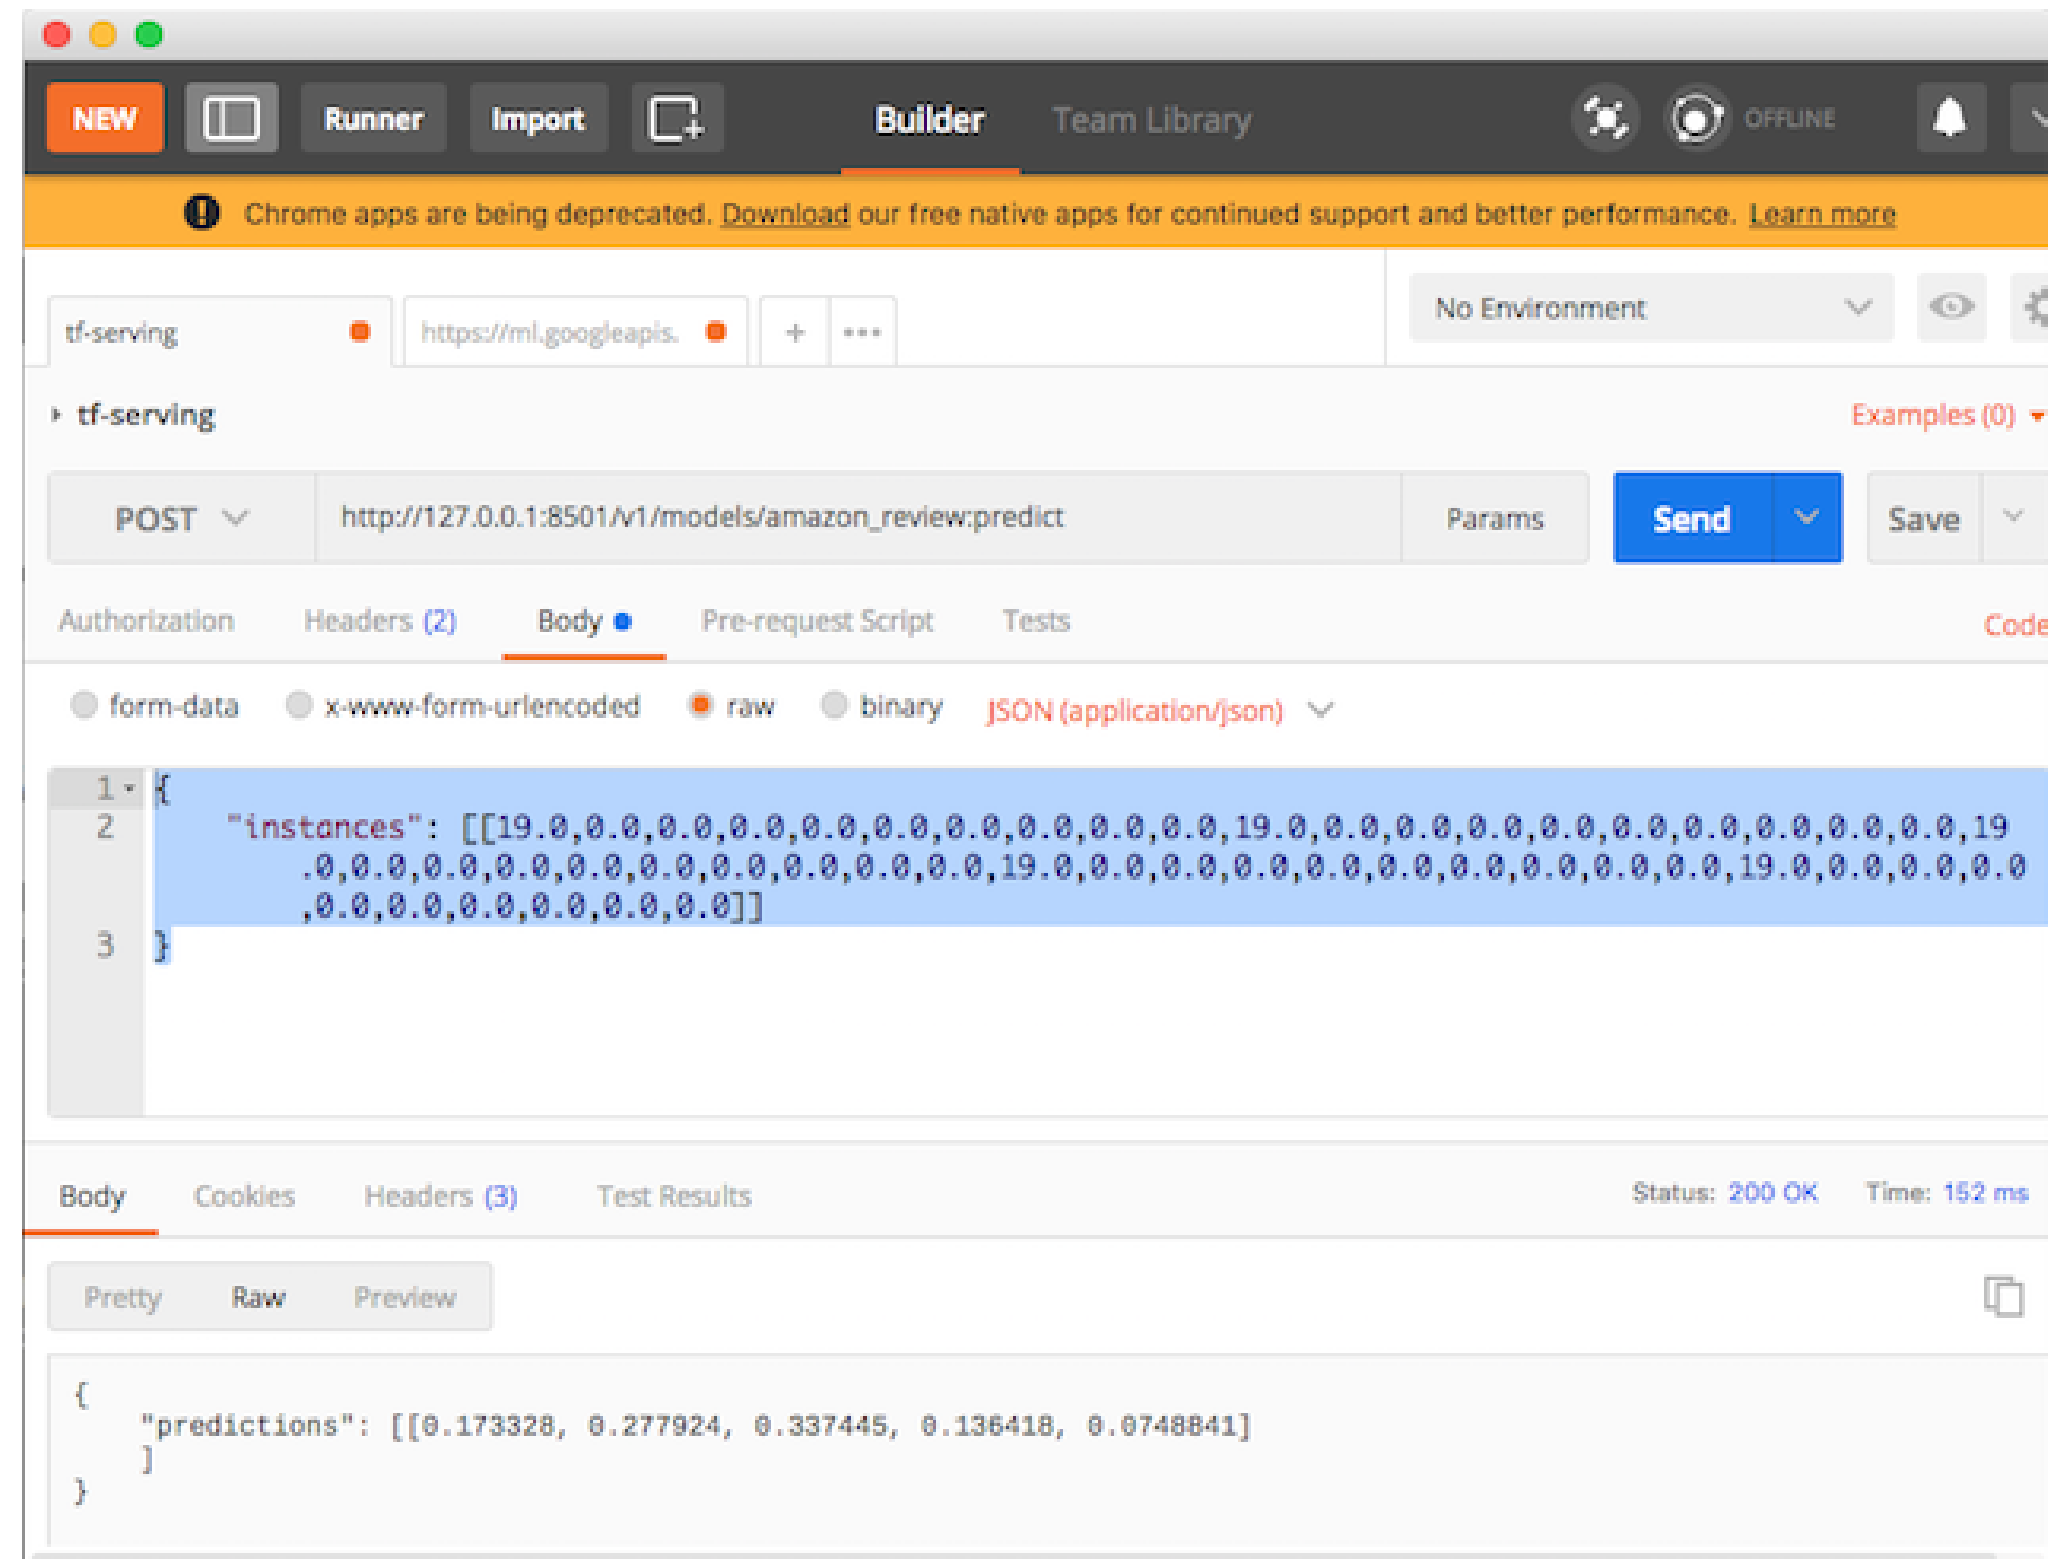 NEW Runner Import Builder Team Library OFFLINE
Chrome apps are being deprecated. Download our free native apps for continued support and better performance. Learn more
tf-serving https://ml.googleapis. + ••• No Environment
tf-serving Examples (0)
POST http://127.0.0.1:8501/v1/models/amazon_review:predict Params Send Save
Authorization Headers (2) Body Pre-request Script Tests Code
form-data x-www-form-urlencoded raw binary JSON (application/json)
1 {
2 "instances": [[19.0,0.0,0.0,0.0,0.0,0.0,0.0,0.0,0.0,0.0,19.0,0.0,0.0,0.0,0.0,0.0,0.0,0.0,0.0,0.0,19
.0,0.0,0.0,0.0,0.0,0.0,0.0,0.0,0.0,0.0,19.0,0.0,0.0,0.0,0.0,0.0,0.0,0.0,0.0,0.0,19.0,0.0,0.0,0.0
,0.0,0.0,0.0,0.0,0.0,0.0]]
3 }
Body Cookies Headers (3) Test Results Status: 200 OK Time: 152 ms
Pretty Raw Preview
{
"predictions": [[0.173328, 0.277924, 0.337445, 0.136418, 0.0748841]
]
}